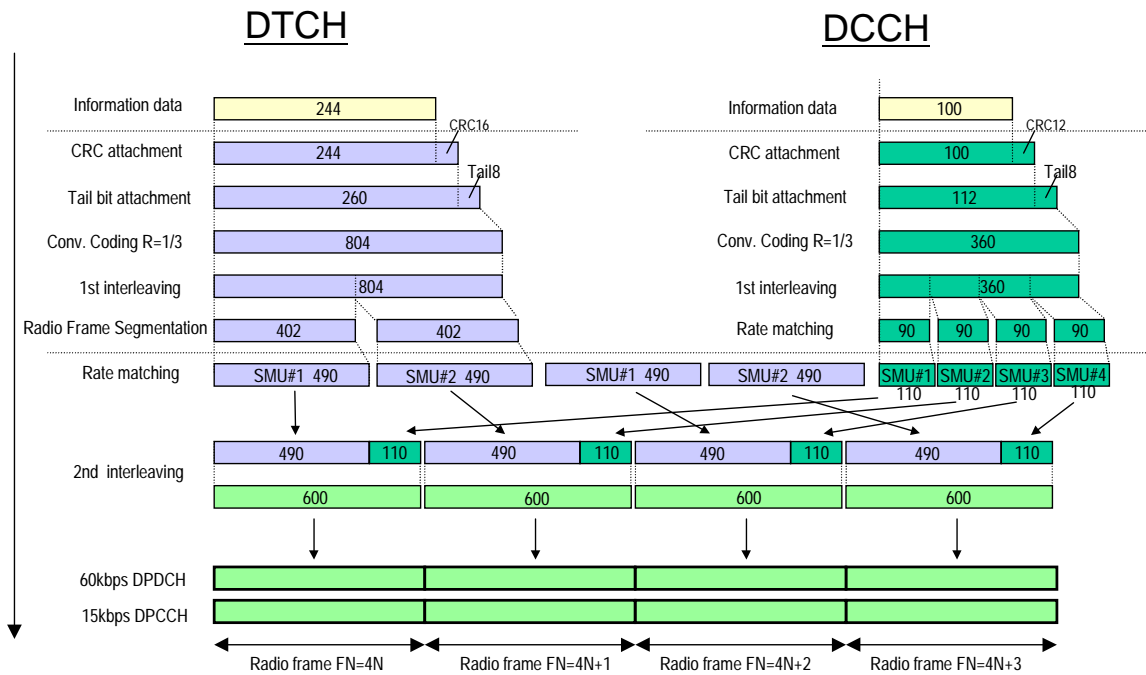 DTCH DCCH
Information data 244 Information data 100
CRC16 CRC12
CRC attachment 244 CRC attachment 100
Tail8 Tail8
Tail bit attachment 260 Tail bit attachment 112
Conv. Coding R=1/3 804 Conv. Coding R=1/3 360
1st interleaving 804 1st interleaving 360
Radio Frame Segmentation 402 402 Rate matching 90 90 90 90
Rate matching SMU#1 490 SMU#2 490 SMU#1 490 SMU#2 490 SMU#1 SMU#2 SMU#3 SMU#4
110 110 110 110
490 110 490 110 490 110 490 110
2nd interleaving
600 600 600 600
60kbps DPDCH
15kbps DPCCH
Radio frame FN=4N Radio frame FN=4N+1 Radio frame FN=4N+2 Radio frame FN=4N+3